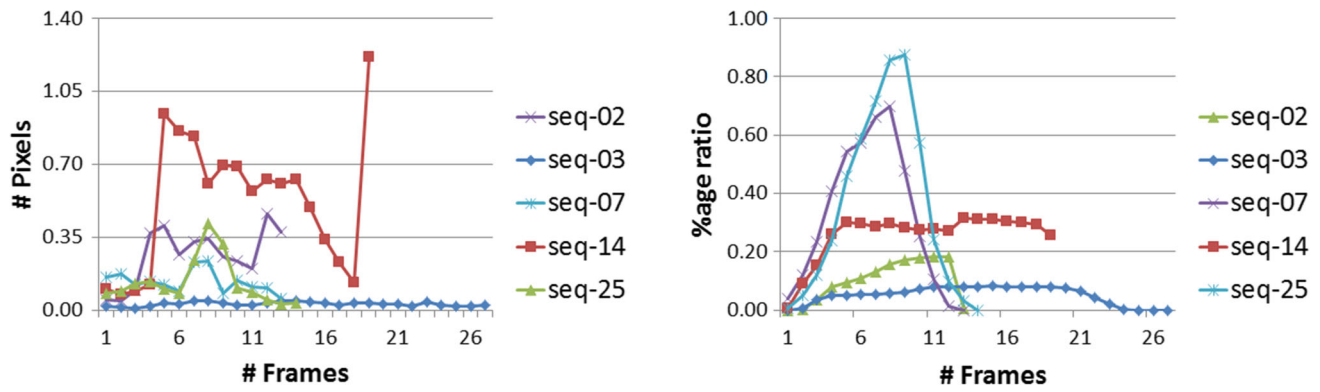 1.40
1.05
0.70
0.35
0.00
# Pixels
1 6 11 16 21 26
# Frames
seq-02
seq-03
seq-07
seq-14
seq-25
1.00
0.80
0.60
0.40
0.20
0.00
%age ratio
1 6 11 16 21 26
# Frames
seq-02
seq-03
seq-07
seq-14
seq-25